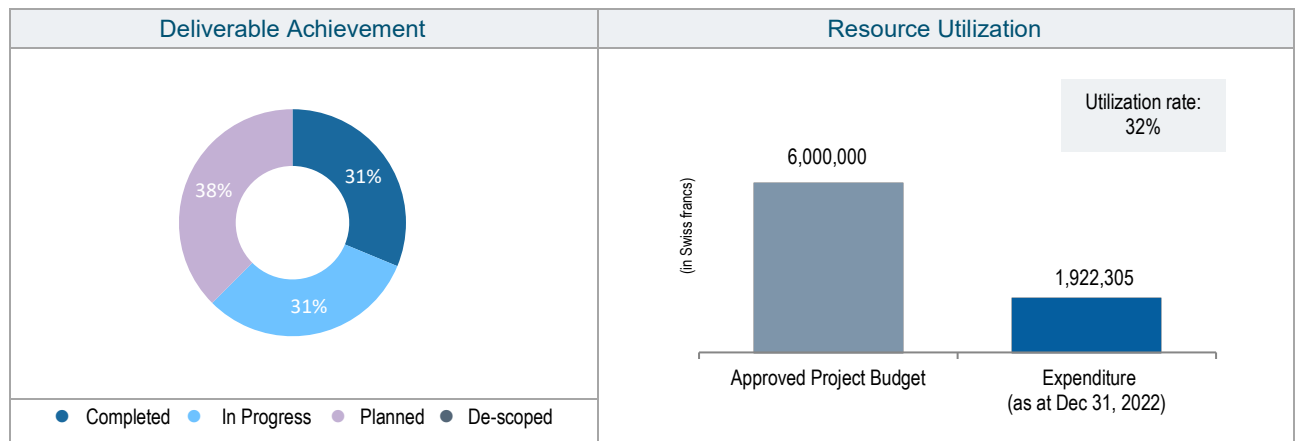 Deliverable Achievement
Resource Utilization
31%
38%
31%
Completed
In Progress
Planned
De-scoped
Utilization rate:
32%
(in Swiss francs)
6,000,000
1,922,305
Approved Project Budget
Expenditure
(as at Dec 31, 2022)